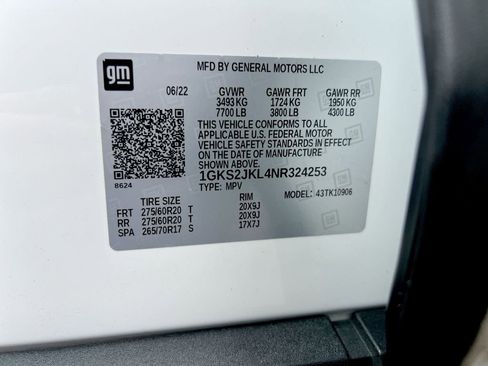 gm
MFD BY GENERAL MOTORS LLC
06/22 GVWR GAWR FRT GAWR RR
3493 KG 1724 KG 1950 KG
7700 LB 3800 LB 4300 LB
THIS VEHICLE CONFORMS TO ALL
APPLICABLE U.S. FEDERAL MOTOR
VEHICLE SAFETY STANDARDS IN EFFECT
ON THE DATE OF MANUFACTURE
SHOWN ABOVE.
8624 1GKS2JKL4NR324253
TYPE: MPV MODEL: 43TK10906
TIRE SIZE RIM
FRT 275/60R20 T 20X9J
RR 275/60R20 T 20X9J
SPA 265/70R17 S 17X7J